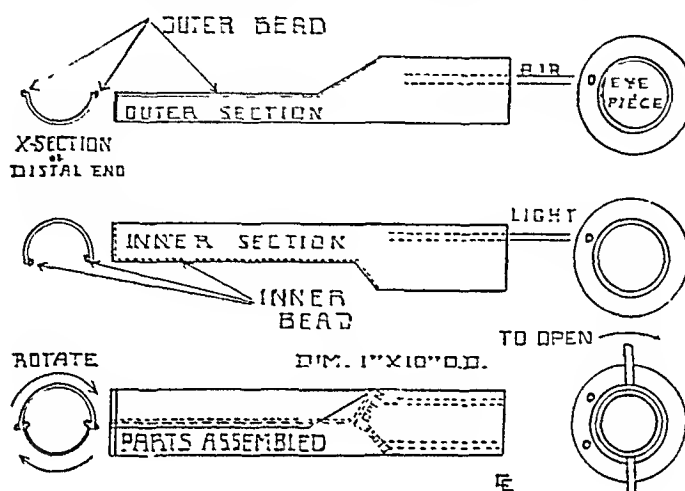 OUTER BEAD
OUTER SECTION
AIR
EYE
PIECE
X-SECTION
OF
DISTAL END
INNER SECTION
LIGHT
INNER
BEAD
TO OPEN
ROTATE
DIM. 1" X 10" O.D.
PARTS ASSEMBLED